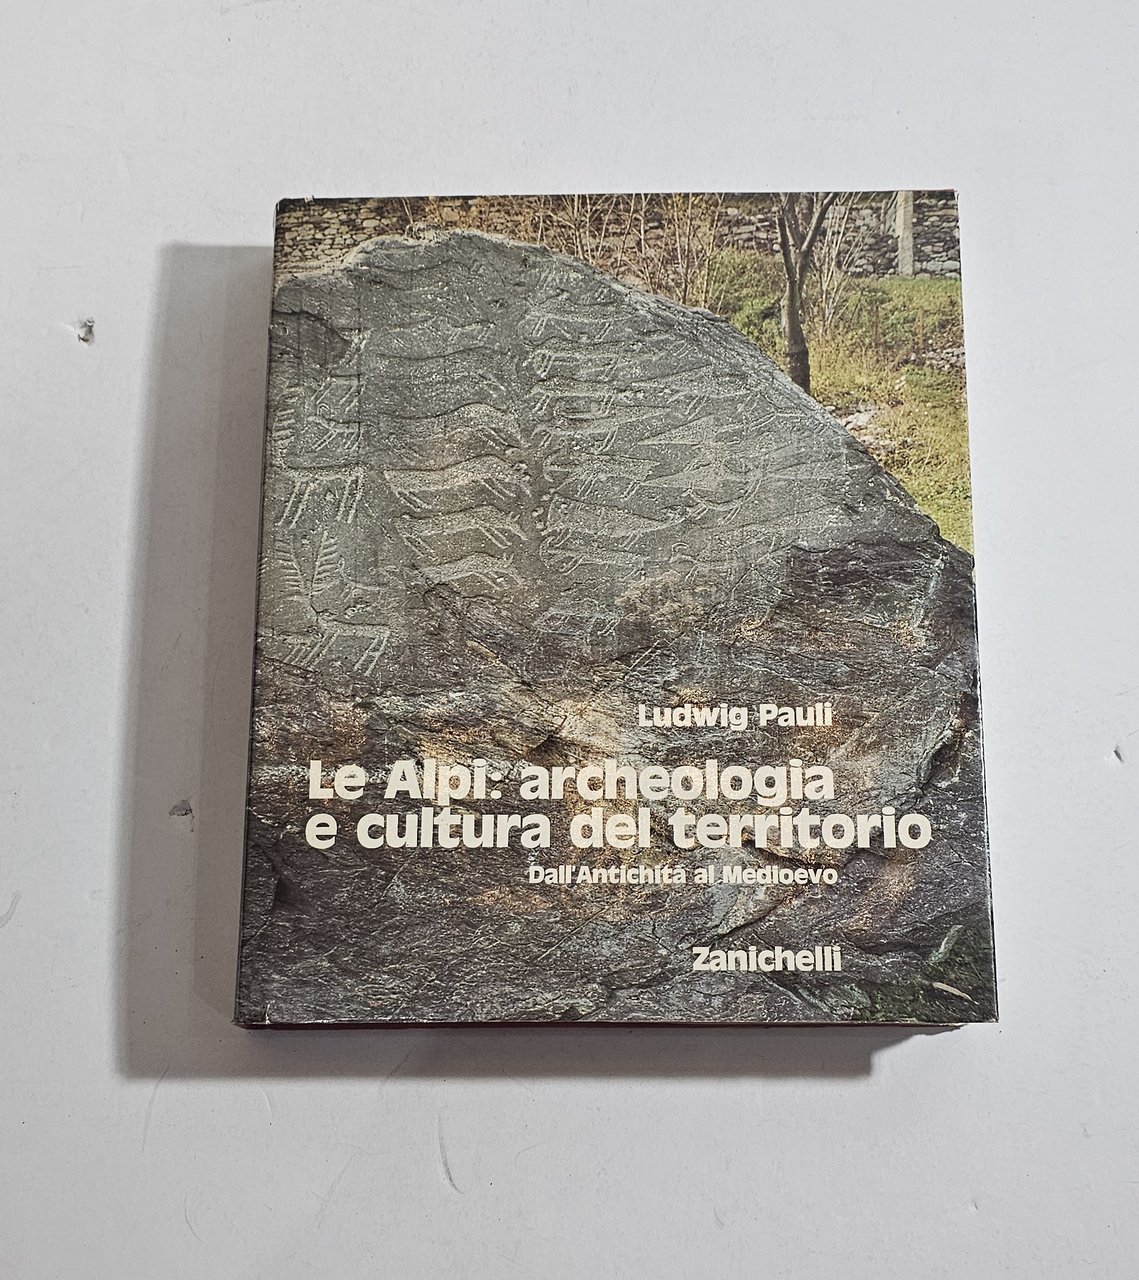 Ludwig Pauli
Le Alpi: archeologia
e cultura del territorio
Dall'Antichità al Medioevo
Zanichelli